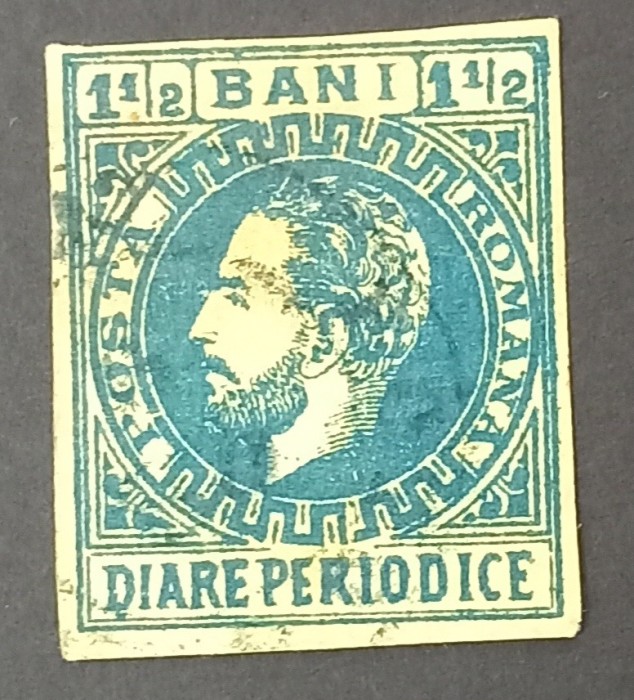 1 1/2 BANI 1 1/2
POSTA ROMANA
DIARE PERIODICE